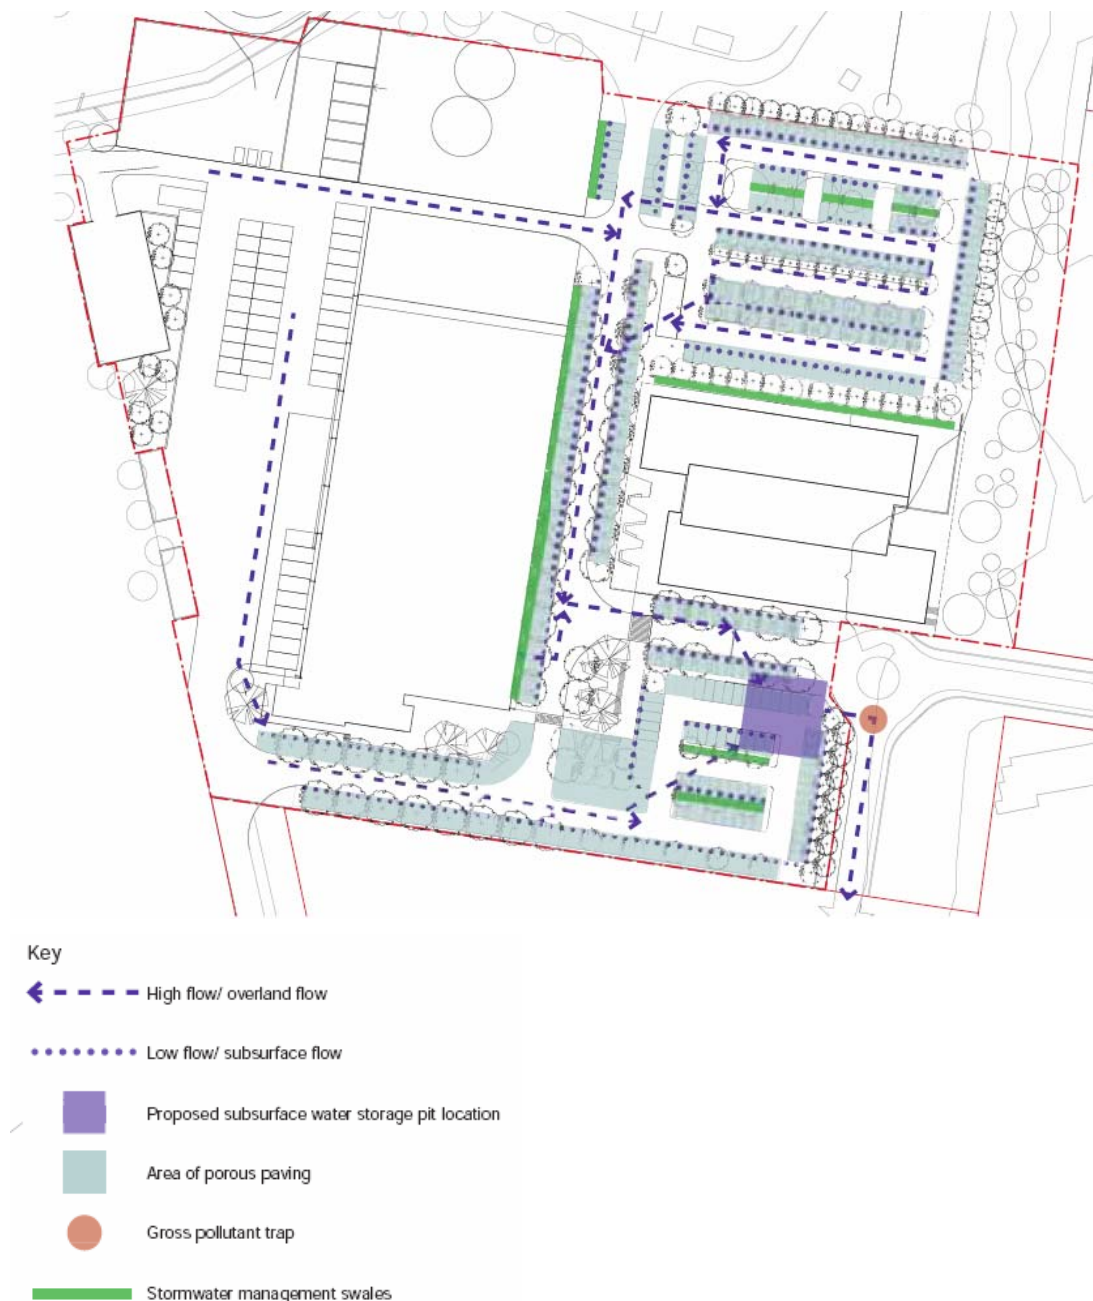 Key
High flow/ overland flow
Low flow/ subsurface flow
Proposed subsurface water storage pit location
Area of porous paving
Gross pollutant trap
Stormwater management swales